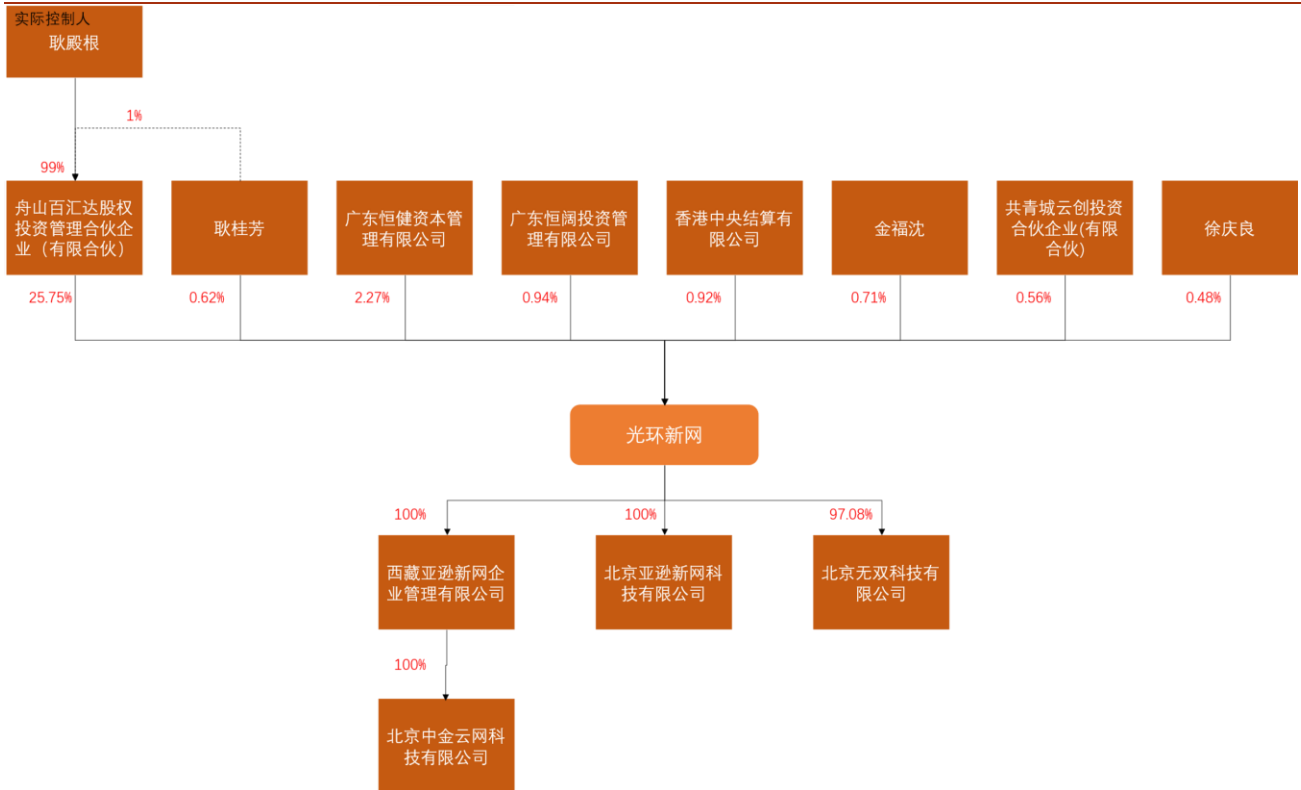 实际控制人
耿殿根
1%
99%
舟山百汇达股权
投资管理合伙企
业（有限合伙）
耿桂芳
广东恒健资本管
理有限公司
广东恒阔投资管
理有限公司
香港中央结算有
限公司
金福沈
共青城云创投资
合伙企业(有限
合伙)
徐庆良
25.75%
0.62%
2.27%
0.94%
0.92%
0.71%
0.56%
0.48%
光环新网
100%
100%
97.08%
西藏亚逊新网企
业管理有限公司
北京亚逊新网科
技有限公司
北京无双科技有
限公司
100%
北京中金云网科
技有限公司